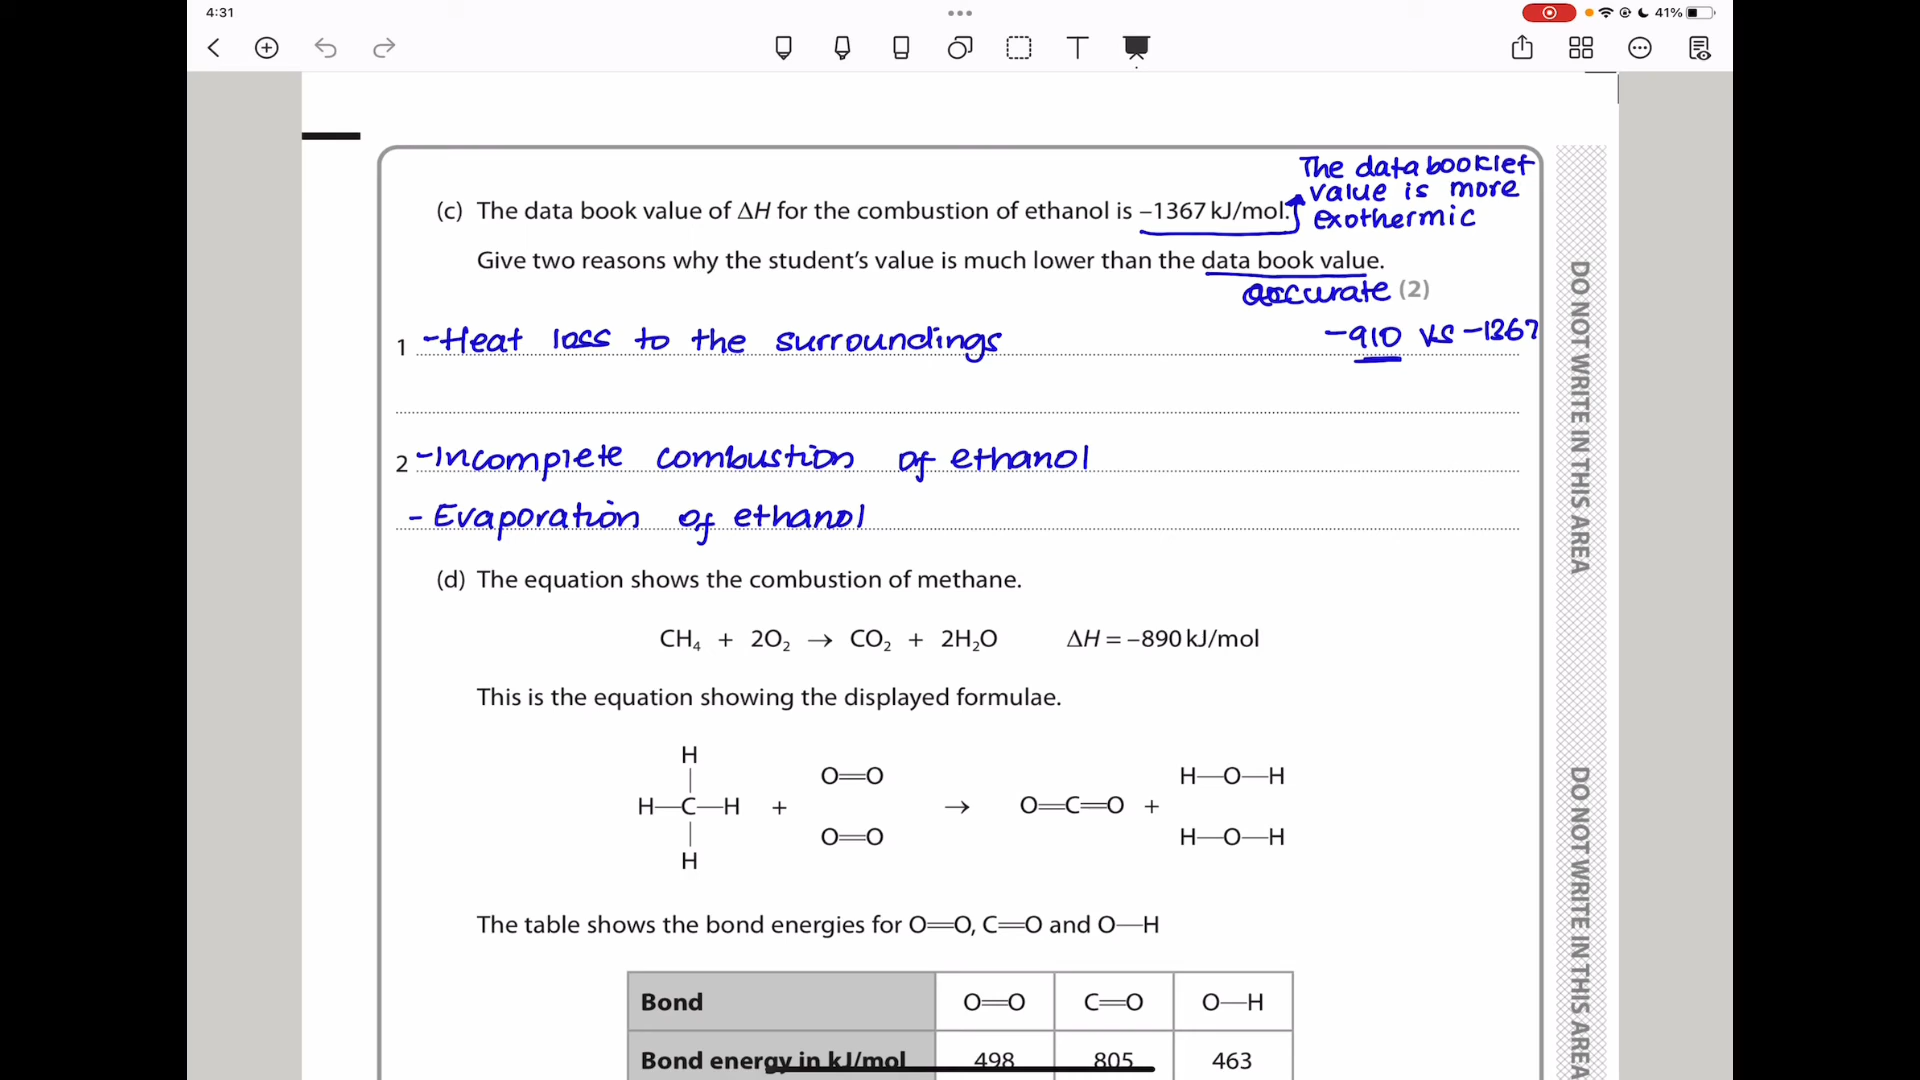 4:31
41%
The data booklet
value is more
exothermic
(c) The data book value of ΔH for the combustion of ethanol is –1367 kJ/mol.
Give two reasons why the student's value is much lower than the data book value.
accurate (2)
1 -Heat loss to the surroundings
-910 vs -1367
2 -Incomplete combustion of ethanol
- Evaporation of ethanol
(d) The equation shows the combustion of methane.
CH₄ + 2O₂ → CO₂ + 2H₂O ΔH = –890 kJ/mol
This is the equation showing the displayed formulae.
H
O=O H—O—H
H—C—H + → O=C=O +
O=O H—O—H
H
The table shows the bond energies for O=O, C=O and O—H
Bond O=O C=O O—H
Bond energy in kJ/mol 498 805 463
DO NOT WRITE IN THIS AREA
DO NOT WRITE IN THIS AREA